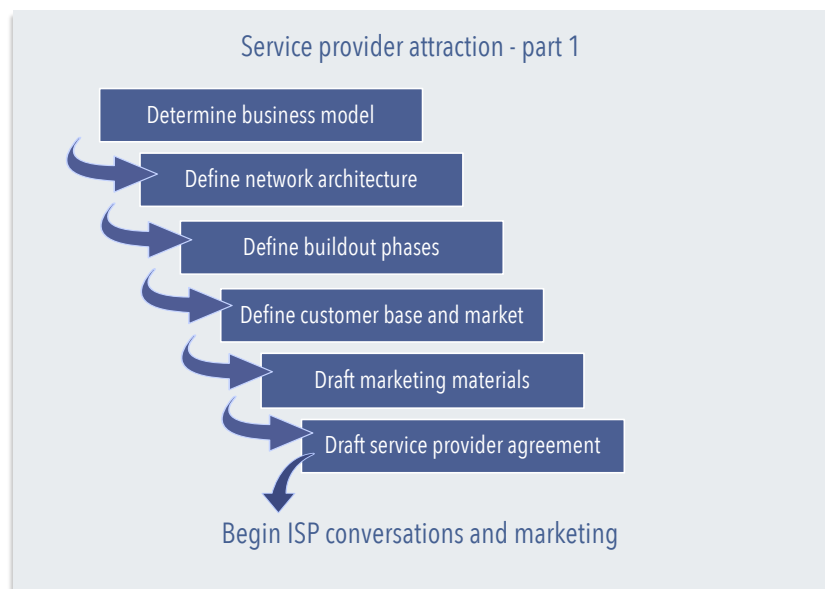 Service provider attraction - part 1
Determine business model
Define network architecture
Define buildout phases
Define customer base and market
Draft marketing materials
Draft service provider agreement
Begin ISP conversations and marketing